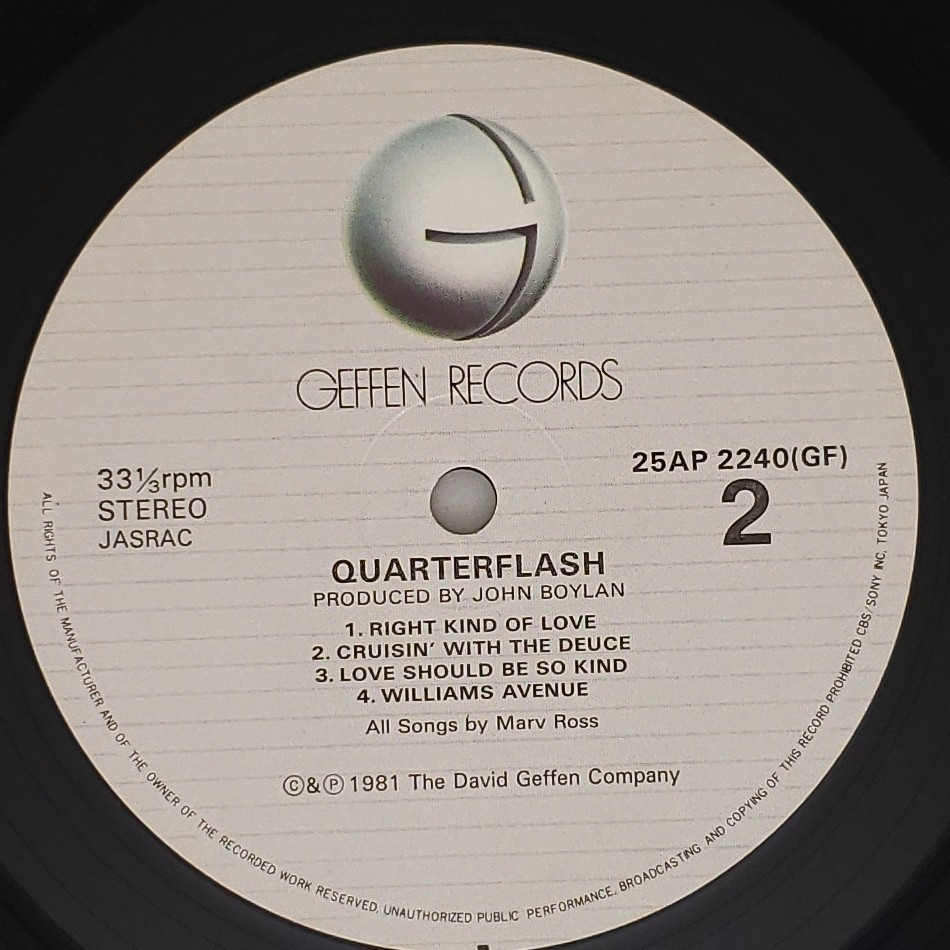 GEFFEN RECORDS
33⅓rpm
STEREO
JASRAC
25AP 2240(GF)
2
QUARTERFLASH
PRODUCED BY JOHN BOYLAN
1. RIGHT KIND OF LOVE
2. CRUISIN' WITH THE DEUCE
3. LOVE SHOULD BE SO KIND
4. WILLIAMS AVENUE
All Songs by Marv Ross
©&℗ 1981 The David Geffen Company
ALL RIGHTS OF THE MANUFACTURER AND OF THE OWNER OF THE RECORDED WORK RESERVED. UNAUTHORIZED PUBLIC PERFORMANCE, BROADCASTING AND COPYING OF THIS RECORD PROHIBITED CBS/SONY INC. TOKYO JAPAN